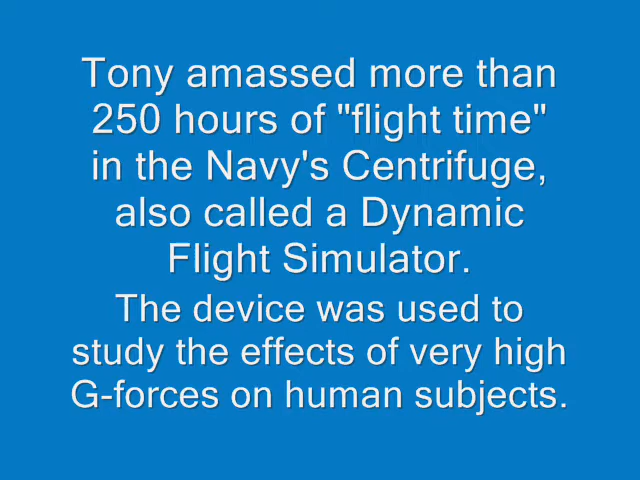 Tony amassed more than
250 hours of "flight time"
in the Navy's Centrifuge,
also called a Dynamic
Flight Simulator.
The device was used to
study the effects of very high
G-forces on human subjects.